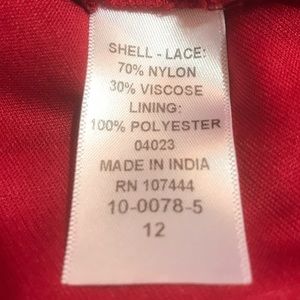 SHELL - LACE:
70% NYLON
30% VISCOSE
LINING:
100% POLYESTER
04023
MADE IN INDIA
RN 107444
10-0078-5
12